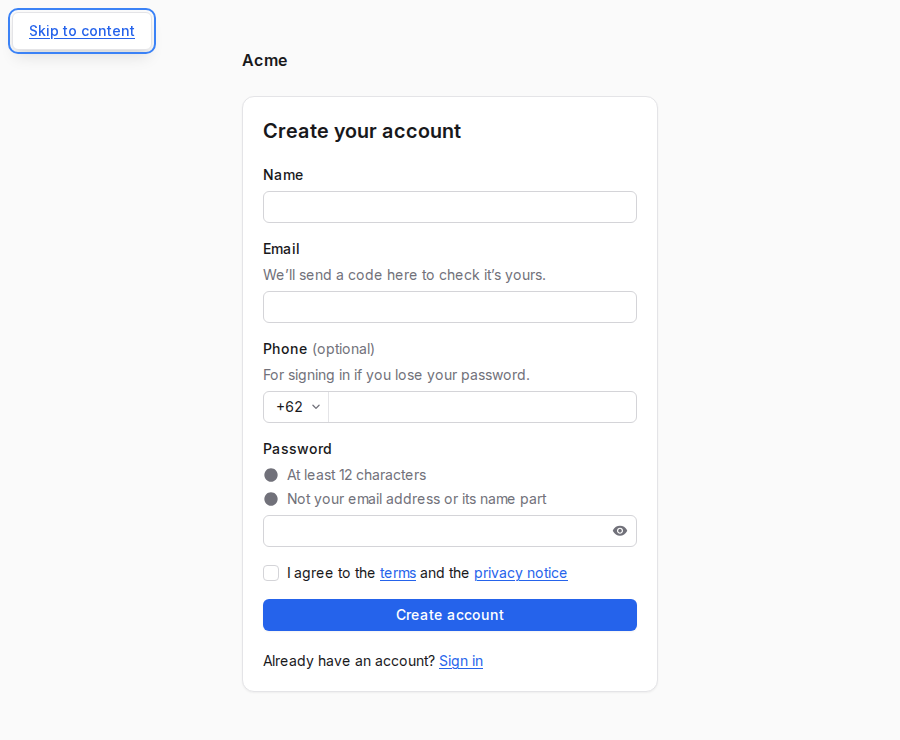 Skip to content
Acme
Create your account
Name
Email
We’ll send a code here to check it’s yours.
Phone (optional)
For signing in if you lose your password.
+62
Password
At least 12 characters
Not your email address or its name part
I agree to the terms and the privacy notice
Create account
Already have an account? Sign in